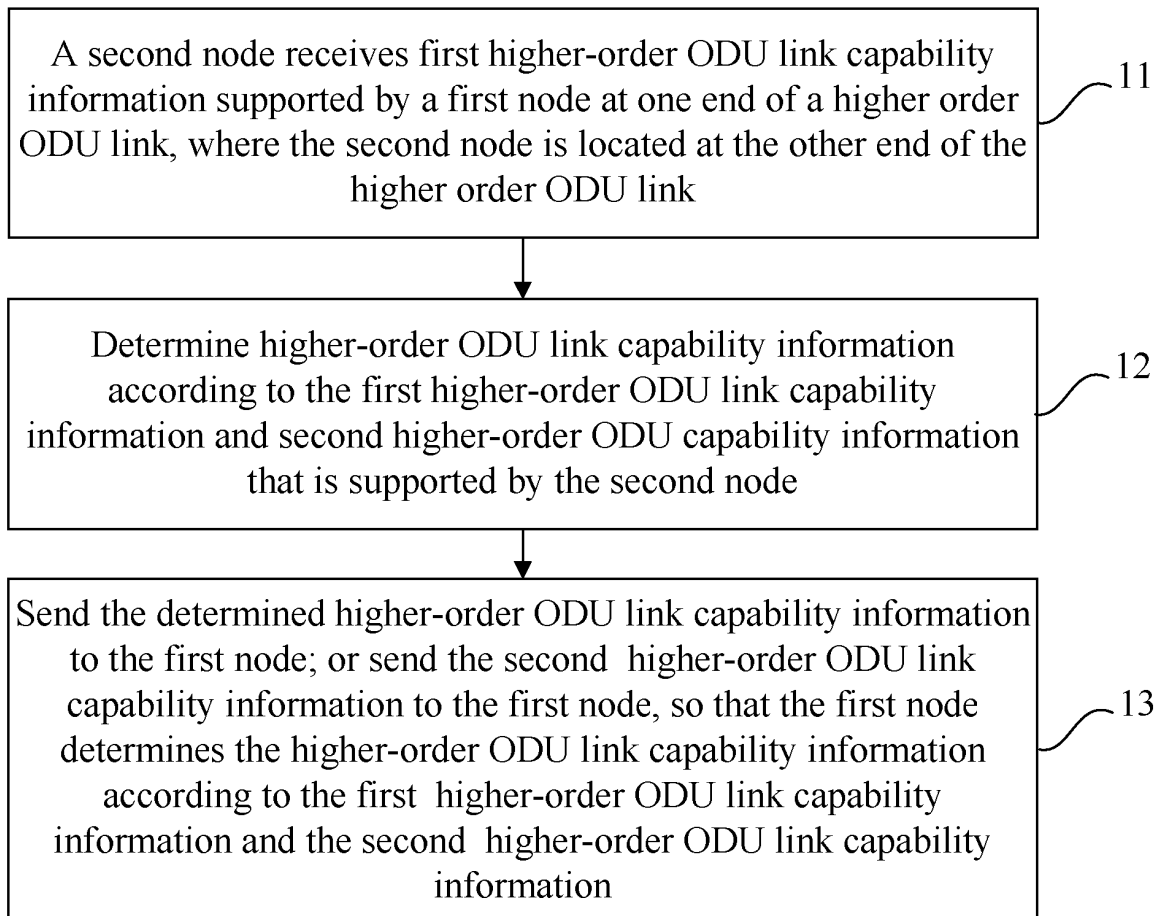 A second node receives first higher-order ODU link capability
information supported by a first node at one end of a higher order
ODU link, where the second node is located at the other end of the
higher order ODU link
11
Determine higher-order ODU link capability information
according to the first higher-order ODU link capability
information and second higher-order ODU capability information
that is supported by the second node
12
Send the determined higher-order ODU link capability information
to the first node; or send the second higher-order ODU link
capability information to the first node, so that the first node
determines the higher-order ODU link capability information
according to the first higher-order ODU link capability
information and the second higher-order ODU link capability
information
13